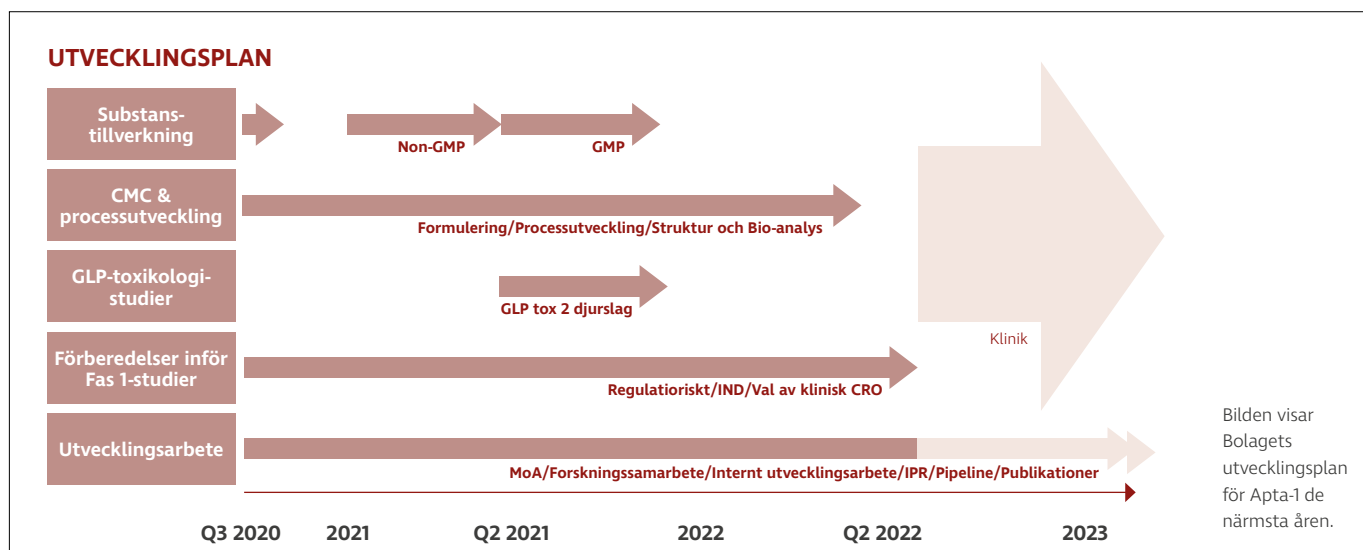 UTVECKLINGSPLAN
Substans-
tillverkning
Non-GMP
GMP
CMC &
processutveckling
Formulering/Processutveckling/Struktur och Bio-analys
GLP-toxikologi-
studier
GLP tox 2 djurslag
Klinik
Förberedelser inför
Fas 1-studier
Regulatioriskt/IND/Val av klinisk CRO
Utvecklingsarbete
MoA/Forskningssamarbete/Internt utvecklingsarbete/IPR/Pipeline/Publikationer
Q3 2020
2021
Q2 2021
2022
Q2 2022
2023
Bilden visar
Bolagets
utvecklingsplan
för Apta-1 de
närmsta åren.